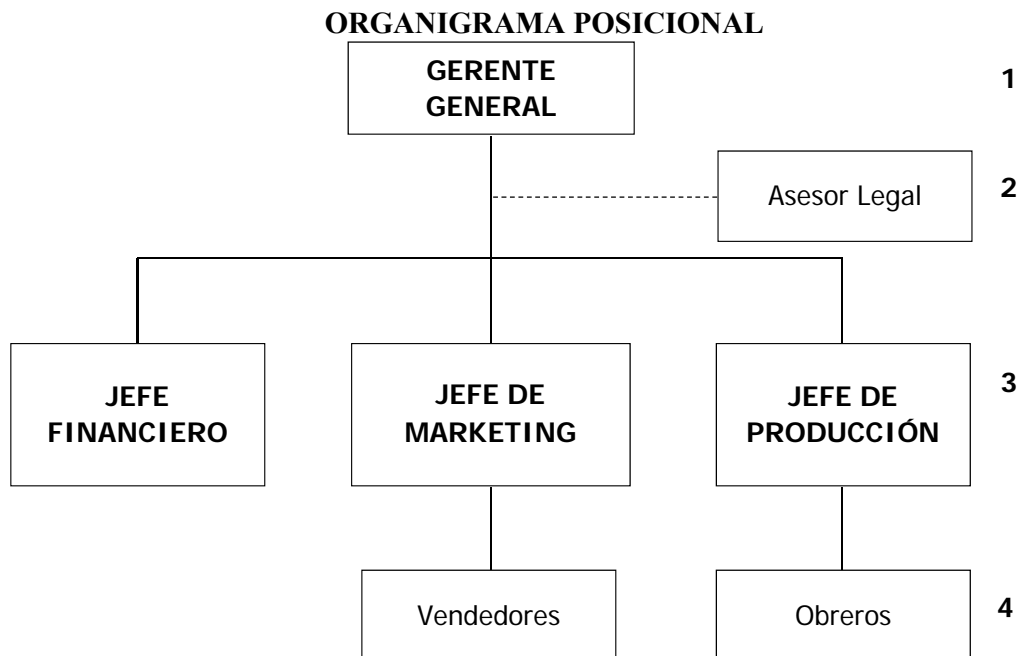 ORGANIGRAMA POSICIONAL
GERENTE
GENERAL
1
Asesor Legal
2
JEFE
FINANCIERO
JEFE DE
MARKETING
JEFE DE
PRODUCCIÓN
3
Vendedores
Obreros
4